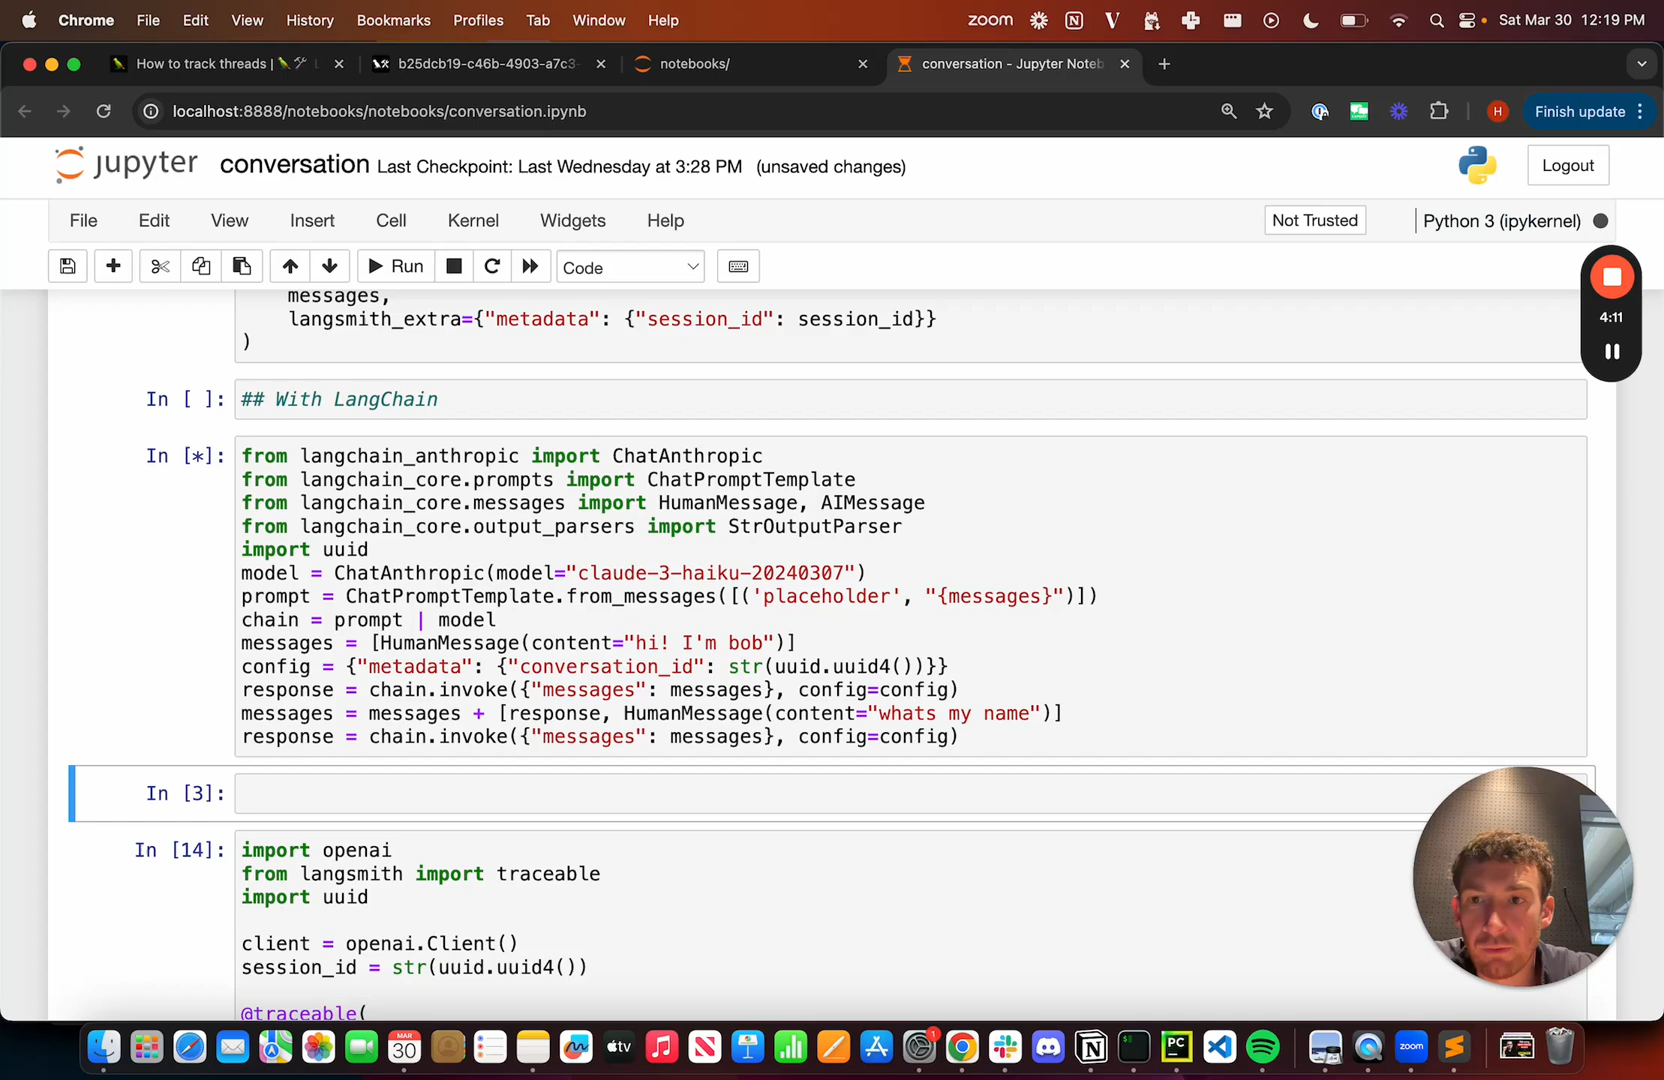 Chrome File Edit View History Bookmarks Profiles Tab Window Help zoom Sat Mar 30 12:19 PM
How to track threads | b25dcb19-c46b-4903-a7c3- notebooks/ conversation - Jupyter Noteb
localhost:8888/notebooks/notebooks/conversation.ipynb H Finish update
jupyter conversation Last Checkpoint: Last Wednesday at 3:28 PM (unsaved changes) Logout
File Edit View Insert Cell Kernel Widgets Help Not Trusted Python 3 (ipykernel)
Run Code
messages,
langsmith_extra={"metadata": {"session_id": session_id}}
)
4:11
In [ ]: ## With LangChain
In [*]: from langchain_anthropic import ChatAnthropic
from langchain_core.prompts import ChatPromptTemplate
from langchain_core.messages import HumanMessage, AIMessage
from langchain_core.output_parsers import StrOutputParser
import uuid
model = ChatAnthropic(model="claude-3-haiku-20240307")
prompt = ChatPromptTemplate.from_messages([('placeholder', "{messages}")])
chain = prompt | model
messages = [HumanMessage(content="hi! I'm bob")]
config = {"metadata": {"conversation_id": str(uuid.uuid4())}}
response = chain.invoke({"messages": messages}, config=config)
messages = messages + [response, HumanMessage(content="whats my name")]
response = chain.invoke({"messages": messages}, config=config)
In [3]:
In [14]: import openai
from langsmith import traceable
import uuid
client = openai.Client()
session_id = str(uuid.uuid4())
@traceable(
MAR
30
tv
1
PC
zoom